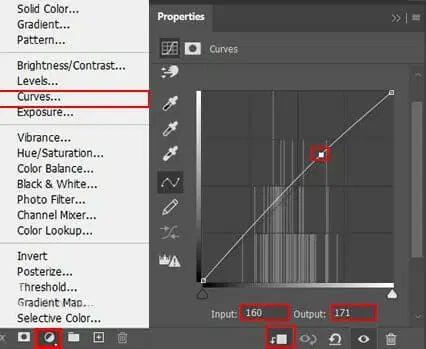 Solid Color...
Gradient...
Pattern...
Brightness/Contrast...
Levels...
Curves...
Exposure...
Vibrance...
Hue/Saturation...
Color Balance...
Black & White...
Photo Filter...
Channel Mixer...
Color Lookup...
Invert
Posterize...
Threshold...
Gradient Map...
Selective Color...
Properties
Curves
Input: 160 Output: 171